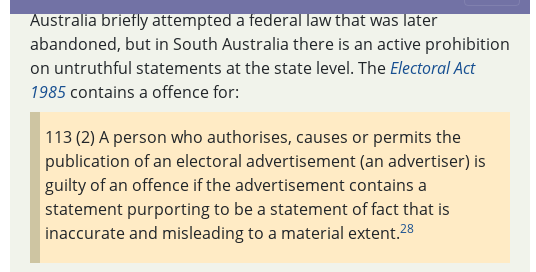 Australia briefly attempted a federal law that was later
abandoned, but in South Australia there is an active prohibition
on untruthful statements at the state level. The Electoral Act
1985 contains a offence for:
113 (2) A person who authorises, causes or permits the
publication of an electoral advertisement (an advertiser) is
guilty of an offence if the advertisement contains a
statement purporting to be a statement of fact that is
inaccurate and misleading to a material extent.28